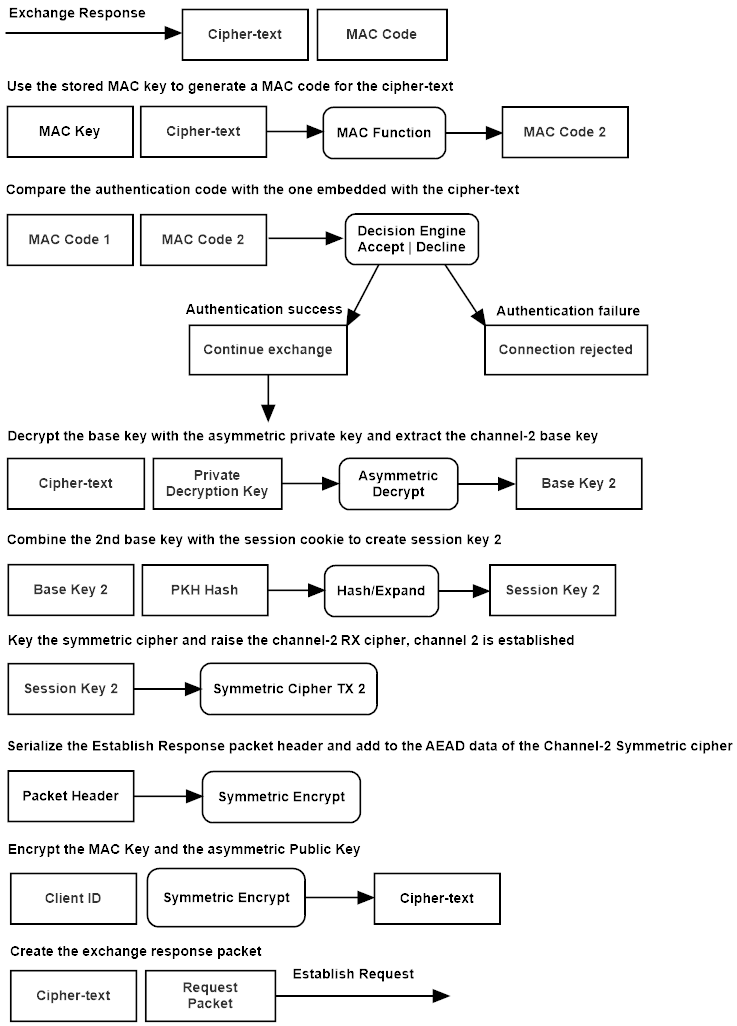 Exchange Response
Cipher-text
MAC Code
Use the stored MAC key to generate a MAC code for the cipher-text
MAC Key
Cipher-text
MAC Function
MAC Code 2
Compare the authentication code with the one embedded with the cipher-text
MAC Code 1
MAC Code 2
Decision Engine
Accept | Decline
Authentication success
Authentication failure
Continue exchange
Connection rejected
Decrypt the base key with the asymmetric private key and extract the channel-2 base key
Cipher-text
Private
Decryption Key
Asymmetric
Decrypt
Base Key 2
Combine the 2nd base key with the session cookie to create session key 2
Base Key 2
PKH Hash
Hash/Expand
Session Key 2
Key the symmetric cipher and raise the channel-2 RX cipher, channel 2 is established
Session Key 2
Symmetric Cipher TX 2
Serialize the Establish Response packet header and add to the AEAD data of the Channel-2 Symmetric cipher
Packet Header
Symmetric Encrypt
Encrypt the MAC Key and the asymmetric Public Key
Client ID
Symmetric Encrypt
Cipher-text
Create the exchange response packet
Cipher-text
Request
Packet
Establish Request